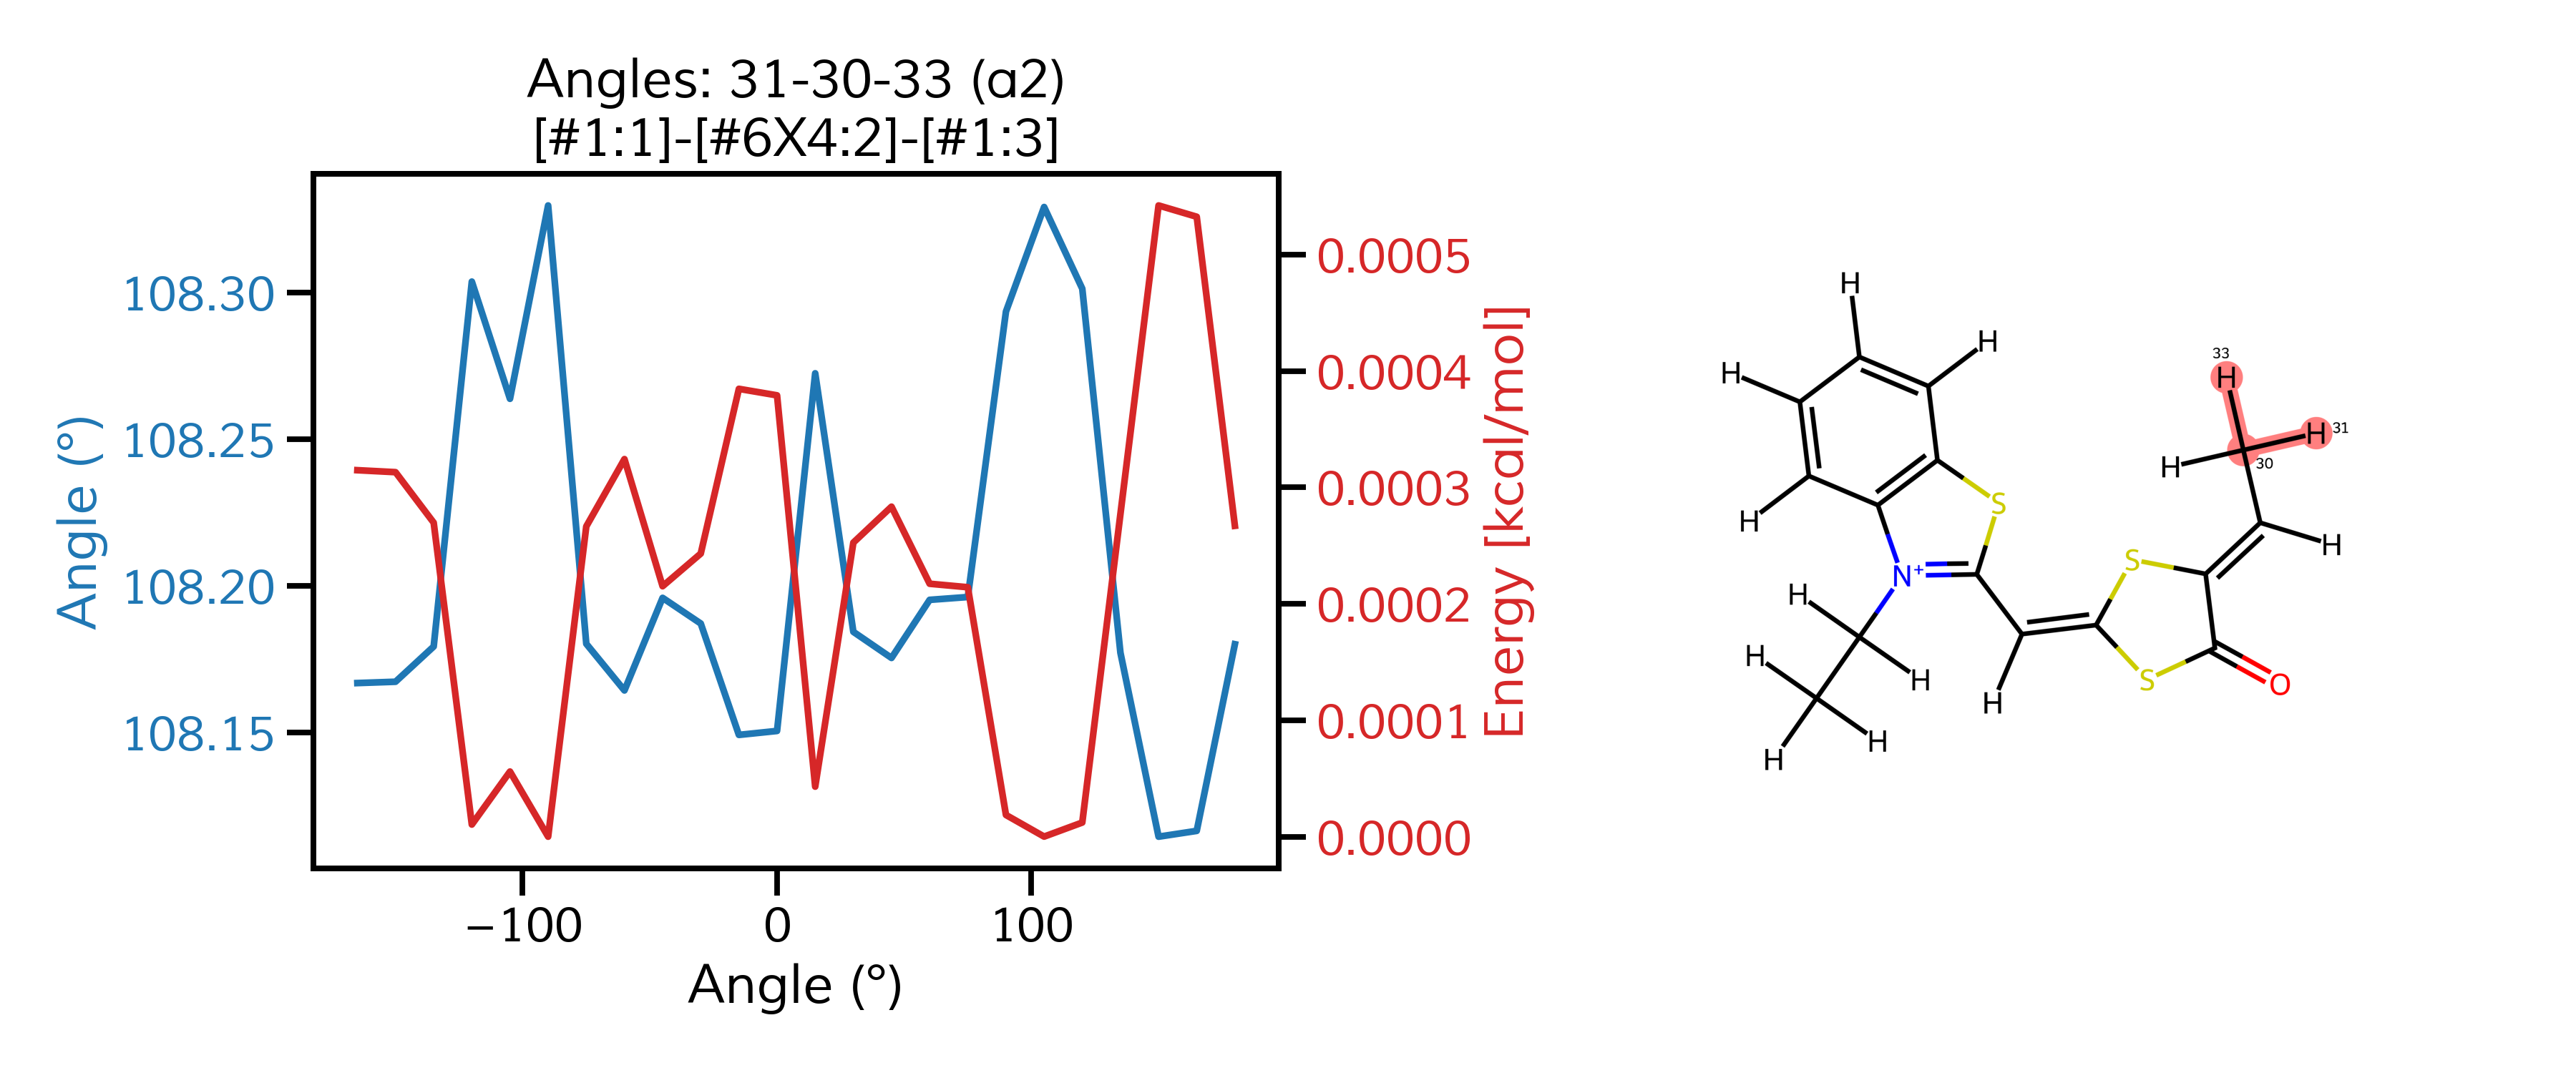 Angles: 31-30-33 (α2)
[#1:1]-[#6X4:2]-[#1:3]
Angle (°)
108.30
108.25
108.20
108.15
0.0005
0.0004
0.0003
0.0002
0.0001
0.0000
Energy [kcal/mol]
−100
0
100
Angle (°)
H
H
H
33
H
H 31
H
30
H
S
H
S
N+
H
H
H
S
O
H
H
H